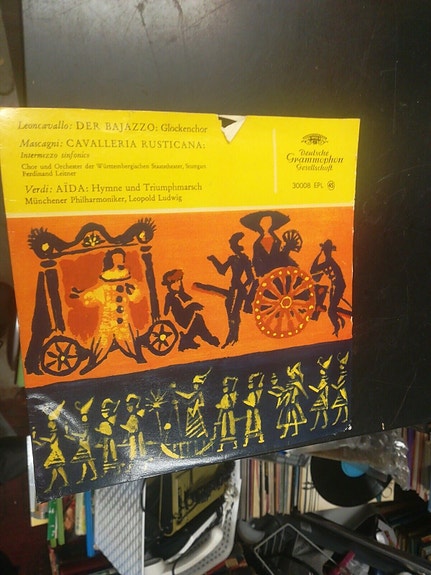 Leoncavallo: DER BAJAZZO: Glockenchor
Mascagni: CAVALLERIA RUSTICANA:
Intermezzo sinfonico
Chor und Orchester der Württembergischen Staatstheater, Stuttgart
Ferdinand Leitner
Verdi: AÏDA: Hymne und Triumphmarsch
Münchener Philharmoniker, Leopold Ludwig
Deutsche
Grammophon
Gesellschaft
30008 EPL 45